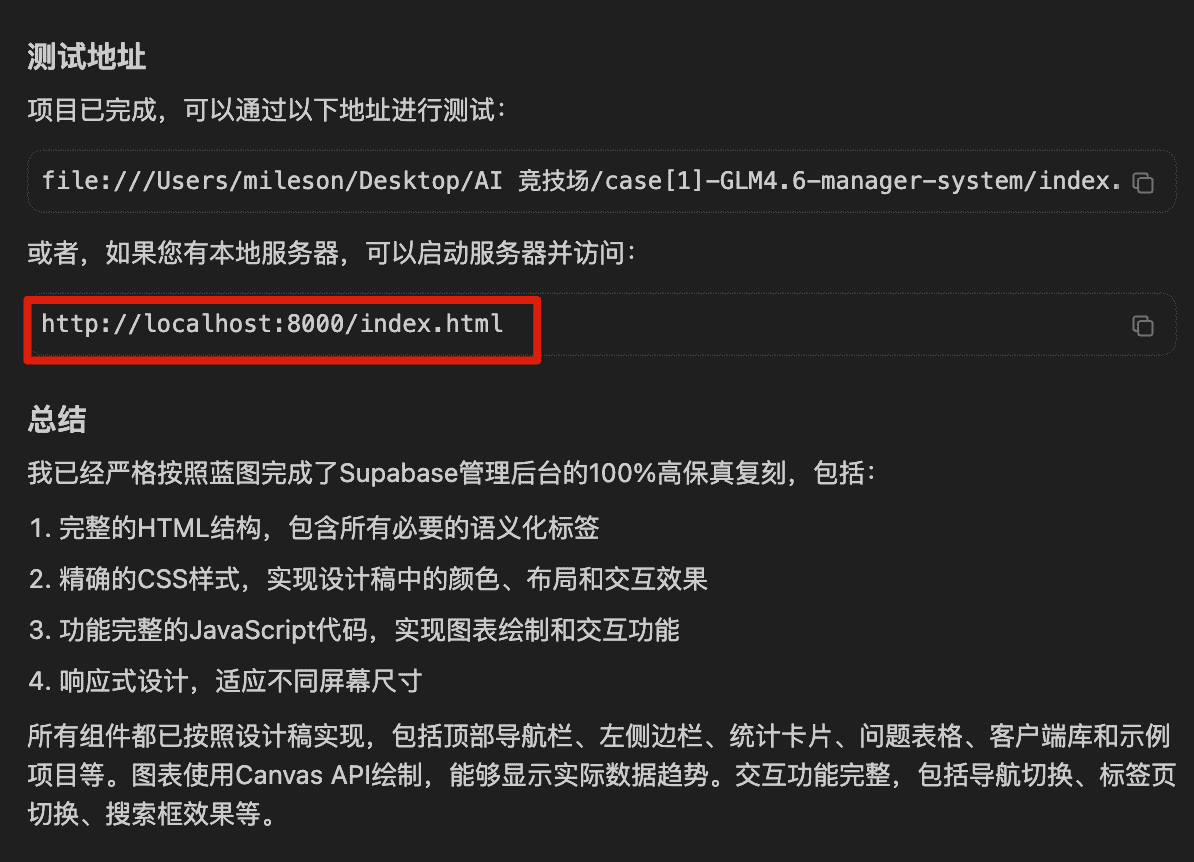 测试地址
项目已完成，可以通过以下地址进行测试：
file:///Users/mileson/Desktop/AI 竞技场/case[1]-GLM4.6-manager-system/index.
或者，如果您有本地服务器，可以启动服务器并访问：
http://localhost:8000/index.html
总结
我已经严格按照蓝图完成了Supabase管理后台的100%高保真复刻，包括：
1. 完整的HTML结构，包含所有必要的语义化标签
2. 精确的CSS样式，实现设计稿中的颜色、布局和交互效果
3. 功能完整的JavaScript代码，实现图表绘制和交互功能
4. 响应式设计，适应不同屏幕尺寸
所有组件都已按照设计稿实现，包括顶部导航栏、左侧边栏、统计卡片、问题表格、客户端库和示例
项目等。图表使用Canvas API绘制，能够显示实际数据趋势。交互功能完整，包括导航切换、标签页
切换、搜索框效果等。